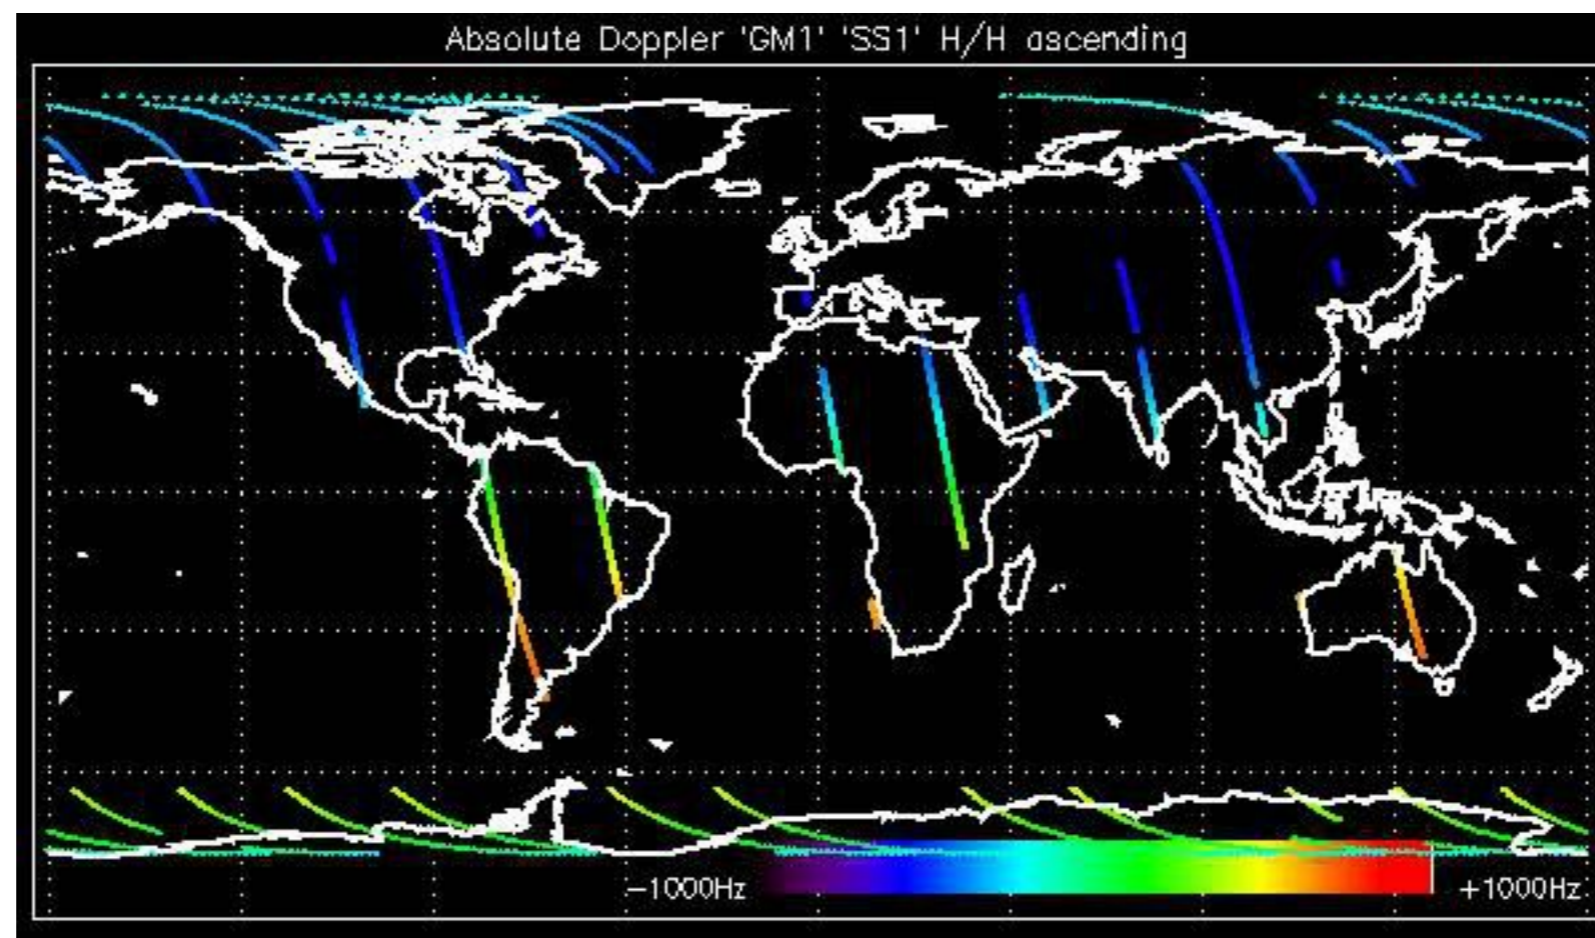 Absolute Doppler 'GM1' 'SS1' H/H ascending
-1000Hz
+1000Hz